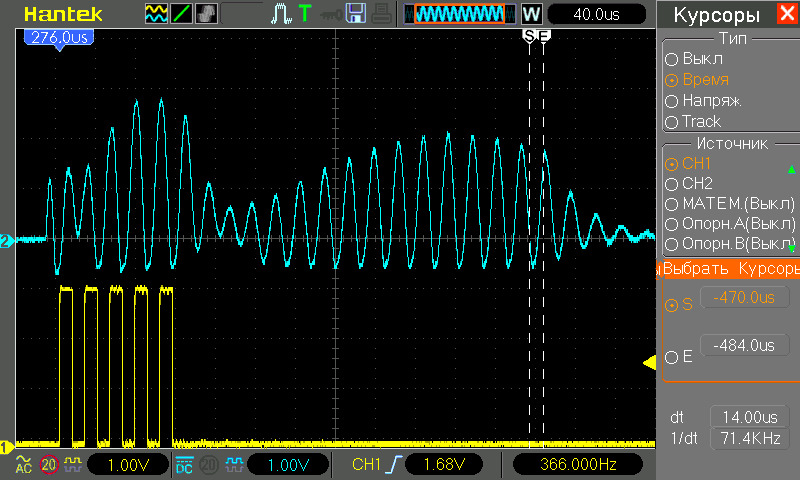 Hantek T W 40.0us Курсоры
276.0us
S E
Тип
Выкл
Время
Напряж.
Track
Источник
CH1
CH2
МАТЕМ.(Выкл)
Опорн.A(Выкл)
Опорн.B(Выкл)
2
Выбрать Курсоры
S -470.0us
E -484.0us
dt 14.00us
1/dt 71.4KHz
1
AC 20 1.00V DC 20 1.00V CH1 1.68V 366.000Hz